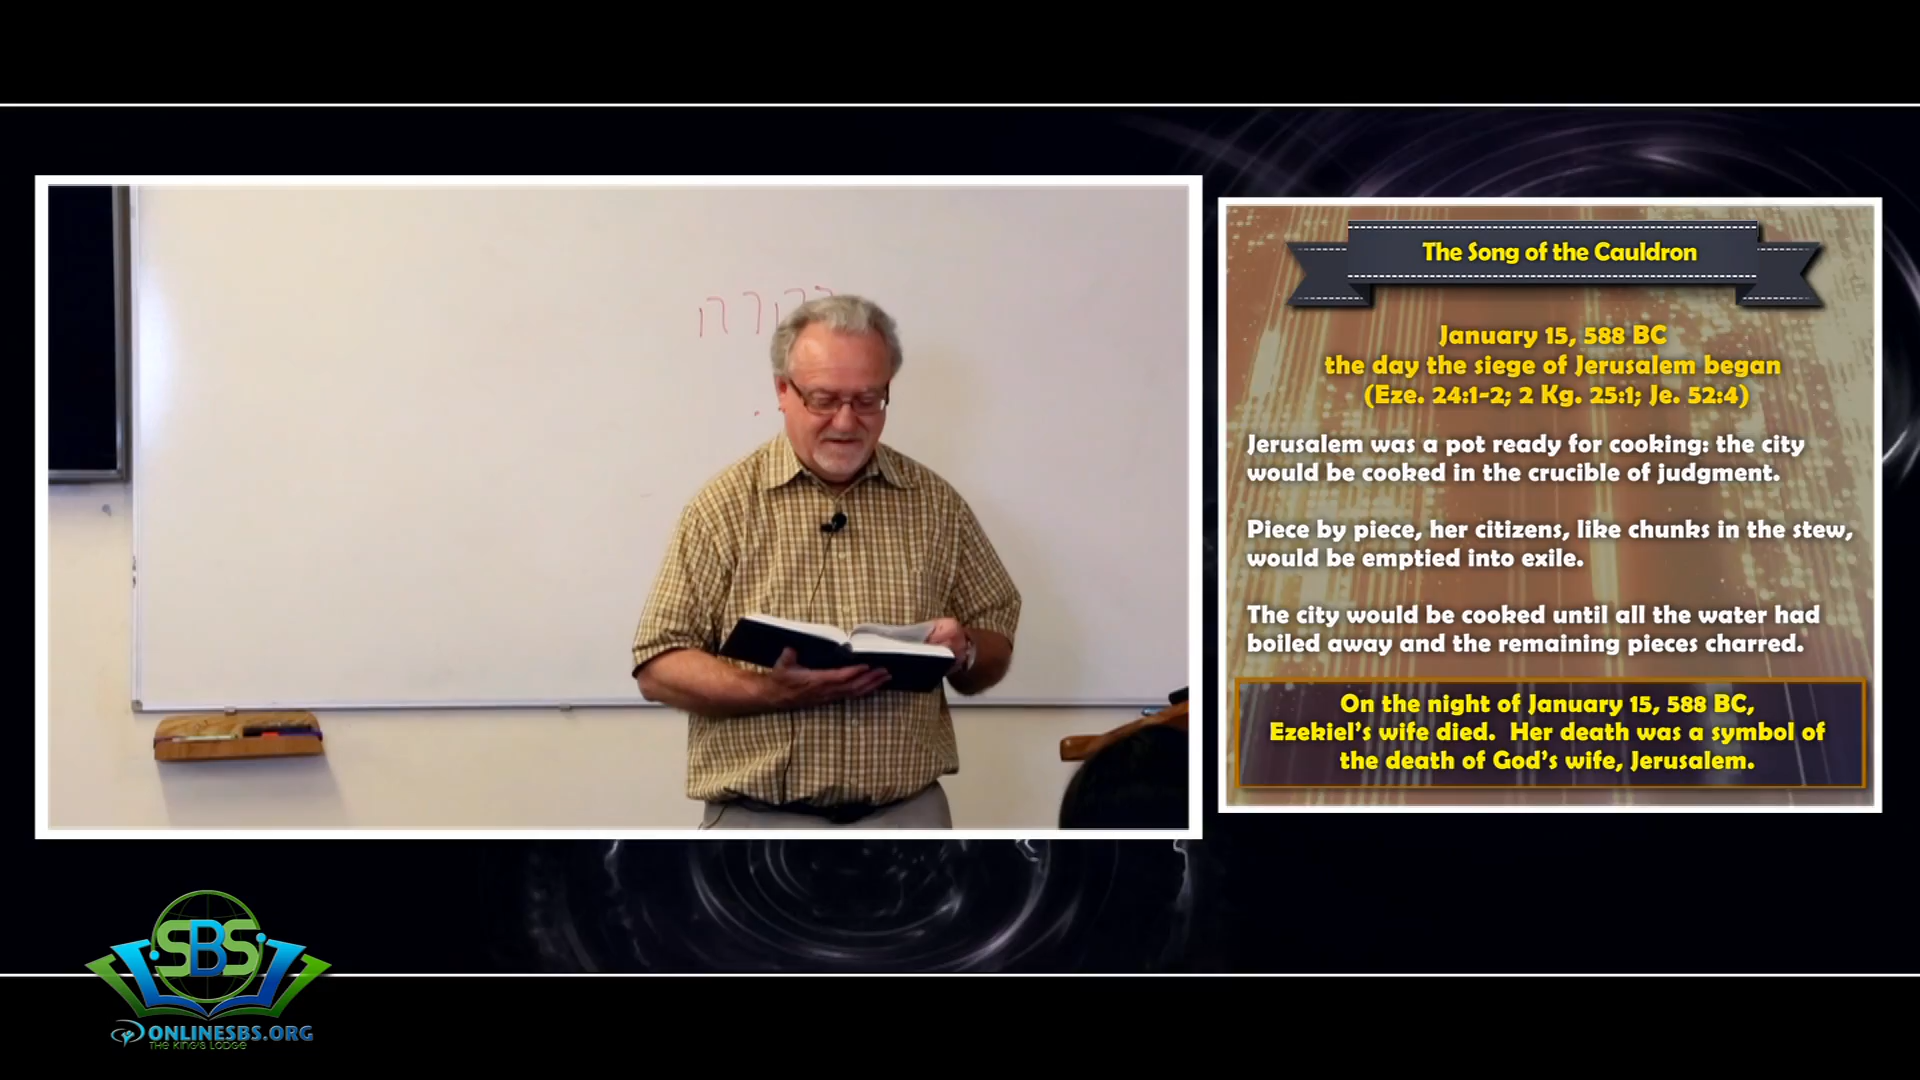 The Song of the Cauldron
January 15, 588 BC
the day the siege of Jerusalem began
(Eze. 24:1-2; 2 Kg. 25:1; Je. 52:4)
Jerusalem was a pot ready for cooking: the city
would be cooked in the crucible of judgment.
Piece by piece, her citizens, like chunks in the stew,
would be emptied into exile.
The city would be cooked until all the water had
boiled away and the remaining pieces charred.
On the night of January 15, 588 BC,
Ezekiel's wife died.  Her death was a symbol of
the death of God's wife, Jerusalem.
SBS
ONLINESBS.ORG
THE KING'S LODGE